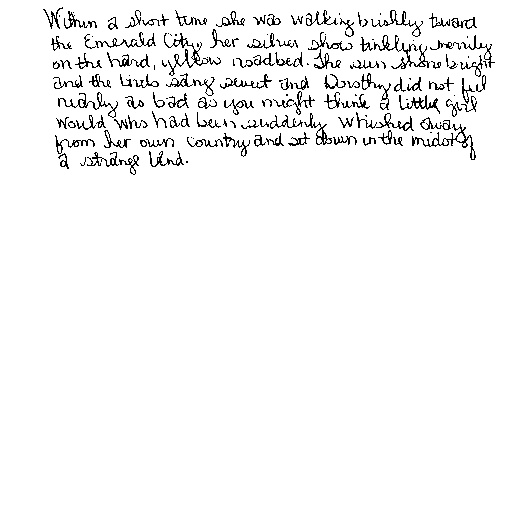 Within a short time she was walking briskly toward
the Emerald City, her silver shoes tinkling merrily
on the hard, yellow roadbed. The sun shone bright
and the birds sang sweet and Dorothy did not feel
nearly as bad as you might think a little girl
would who had been suddenly whisked away
from her own country and set down in the midst of
a strange land.